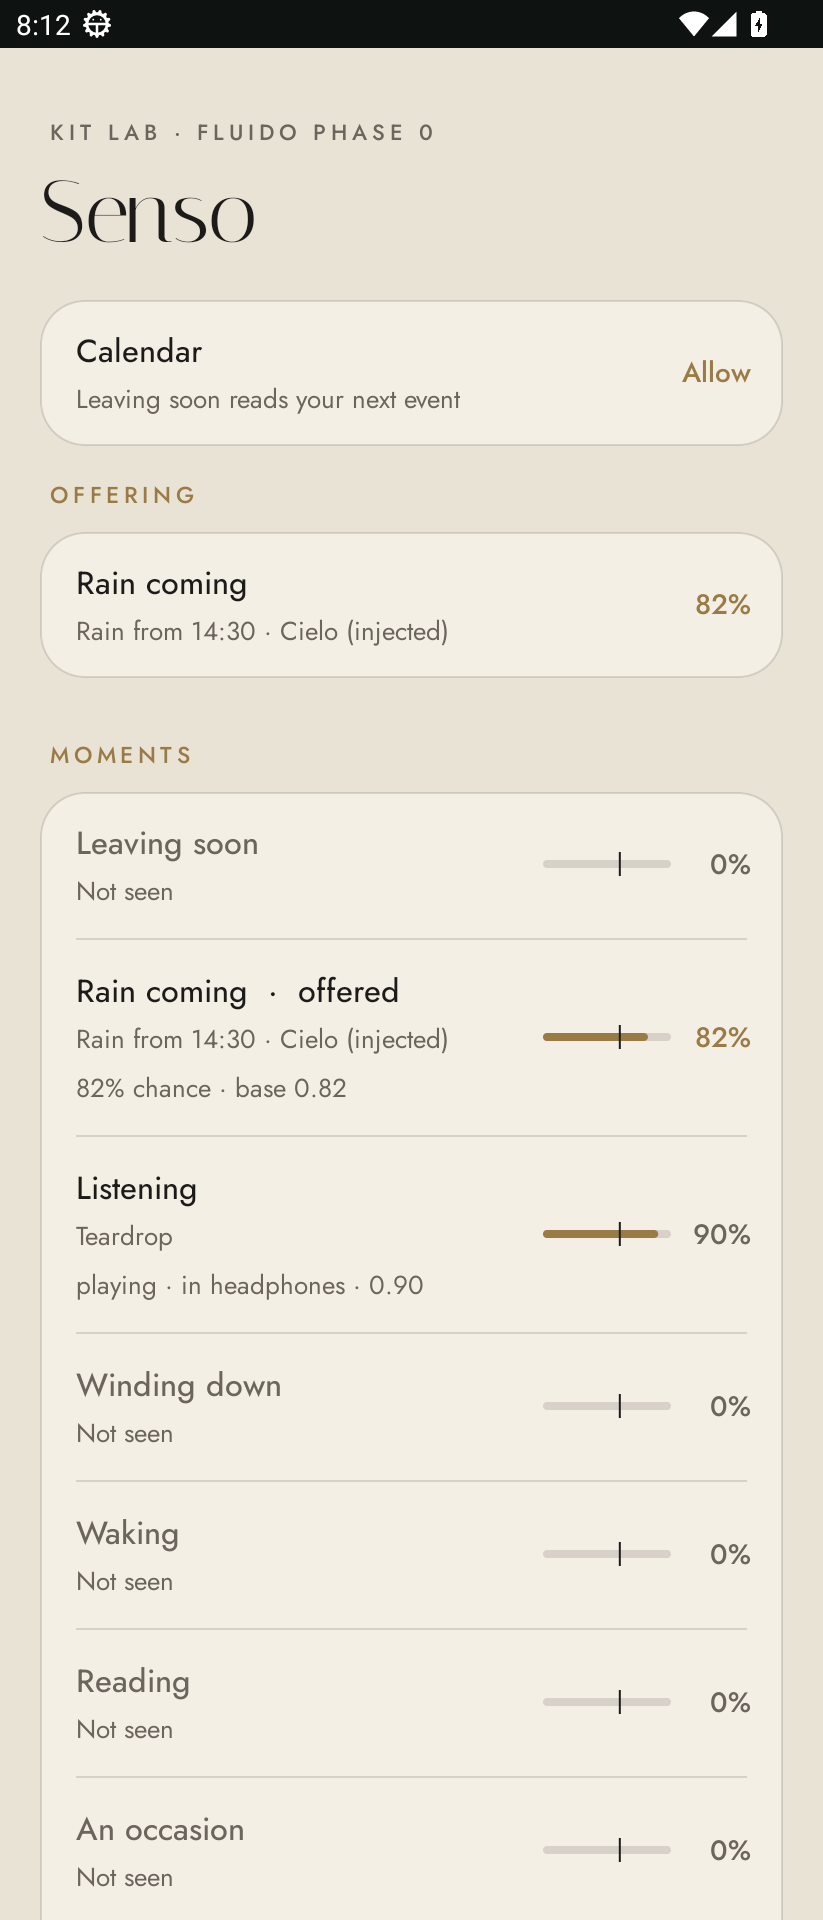 8:12
KIT LAB · FLUIDO PHASE 0
Senso
Calendar
Leaving soon reads your next event
Allow
OFFERING
Rain coming
Rain from 14:30 · Cielo (injected)
82%
MOMENTS
Leaving soon
Not seen
0%
Rain coming · offered
Rain from 14:30 · Cielo (injected)
82% chance · base 0.82
82%
Listening
Teardrop
playing · in headphones · 0.90
90%
Winding down
Not seen
0%
Waking
Not seen
0%
Reading
Not seen
0%
An occasion
Not seen
0%